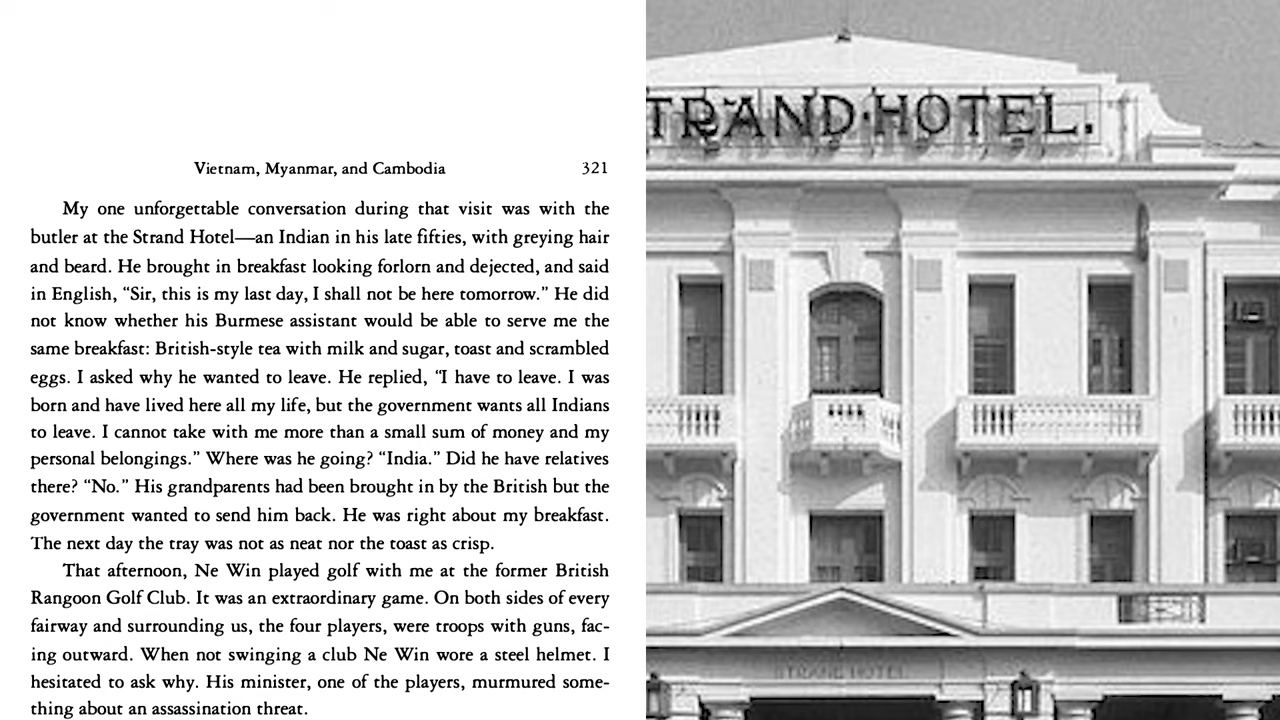 Vietnam, Myanmar, and Cambodia 321
My one unforgettable conversation during that visit was with the
butler at the Strand Hotel—an Indian in his late fifties, with greying hair
and beard. He brought in breakfast looking forlorn and dejected, and said
in English, “Sir, this is my last day, I shall not be here tomorrow.” He did
not know whether his Burmese assistant would be able to serve me the
same breakfast: British-style tea with milk and sugar, toast and scrambled
eggs. I asked why he wanted to leave. He replied, “I have to leave. I was
born and have lived here all my life, but the government wants all Indians
to leave. I cannot take with me more than a small sum of money and my
personal belongings.” Where was he going? “India.” Did he have relatives
there? “No.” His grandparents had been brought in by the British but the
government wanted to send him back. He was right about my breakfast.
The next day the tray was not as neat nor the toast as crisp.
That afternoon, Ne Win played golf with me at the former British
Rangoon Golf Club. It was an extraordinary game. On both sides of every
fairway and surrounding us, the four players, were troops with guns, fac-
ing outward. When not swinging a club Ne Win wore a steel helmet. I
hesitated to ask why. His minister, one of the players, murmured some-
thing about an assassination threat.
TRAND·HOTEL.
STRAND HOTEL.